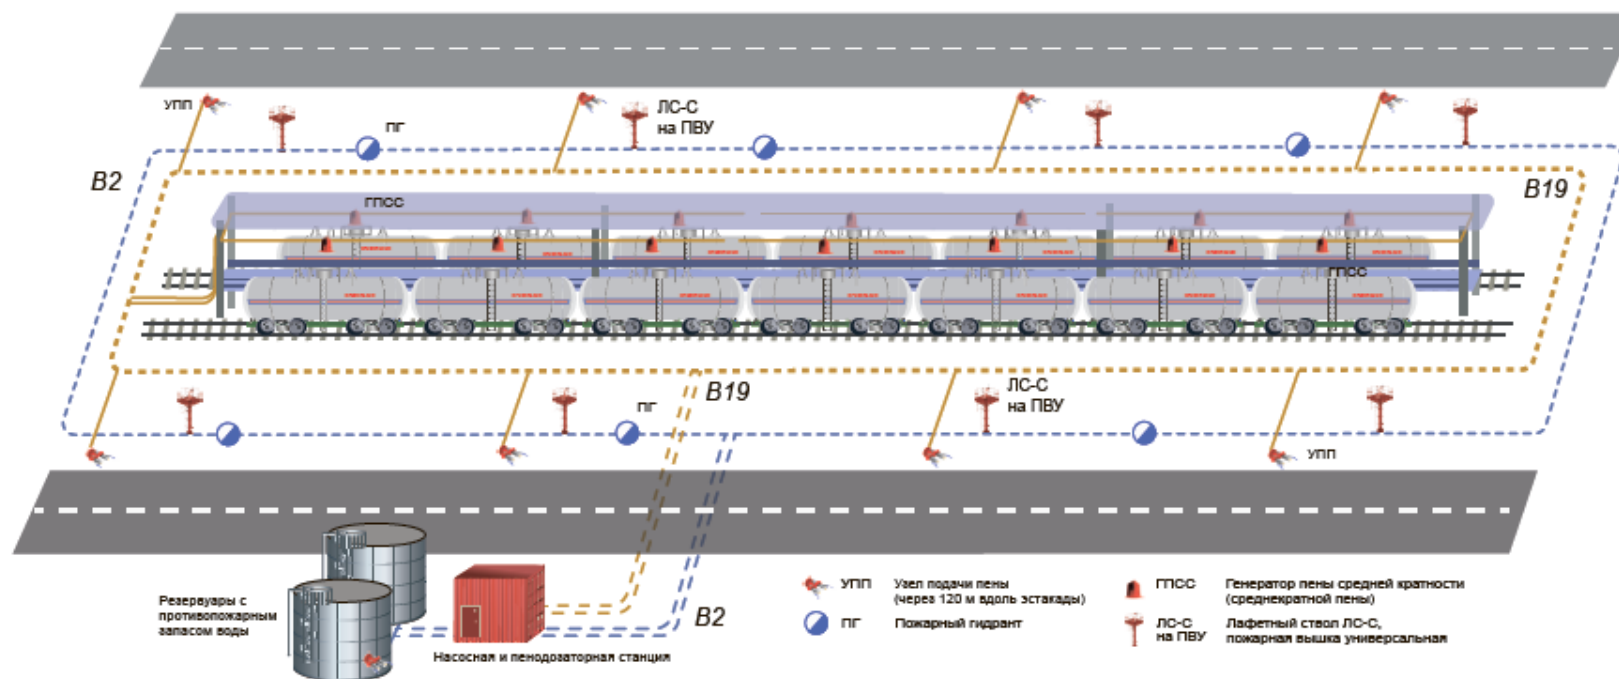 УПП
ЛС-С
на ПВУ
ПГ
В2
В19
ГПСС
ГПСС
В19
ЛС-С
на ПВУ
ПГ
УПП
Резервуары с
противопожарным
запасом воды
Насосная и пенодозаторная станция
В2
УПП Узел подачи пены
(через 120 м вдоль эстакады)
ПГ Пожарный гидрант
ГПСС Генератор пены средней кратности
(среднекратной пены)
ЛС-С Лафетный ствол ЛС-С,
на ПВУ пожарная вышка универсальная